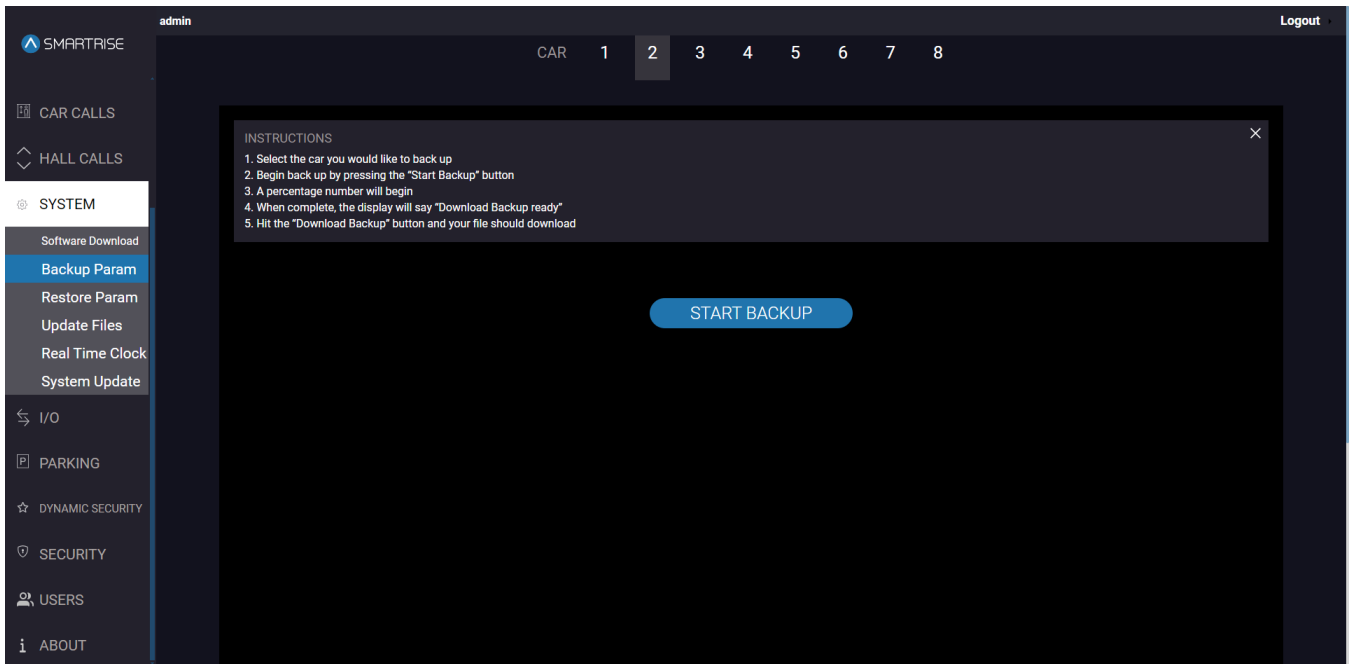 admin
Logout
SMARTRISE
CAR 1 2 3 4 5 6 7 8
CAR CALLS
HALL CALLS
SYSTEM
Software Download
Backup Param
Restore Param
Update Files
Real Time Clock
System Update
I/O
P PARKING
DYNAMIC SECURITY
SECURITY
USERS
i ABOUT
INSTRUCTIONS
1. Select the car you would like to back up
2. Begin back up by pressing the “Start Backup” button
3. A percentage number will begin
4. When complete, the display will say “Download Backup ready”
5. Hit the “Download Backup” button and your file should download
START BACKUP